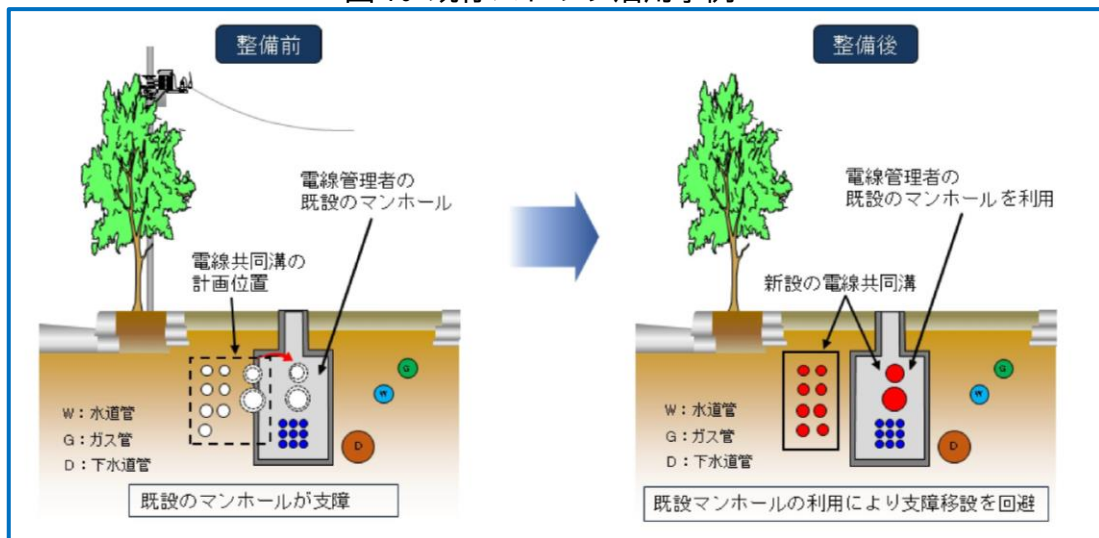 整備前
電線管理者の
既設のマンホール
電線共同溝の
計画位置
G
W
D
W：水道管
G：ガス管
D：下水道管
既設のマンホールが支障
整備後
電線管理者の
既設のマンホールを利用
新設の電線共同溝
G
W
D
W：水道管
G：ガス管
D：下水道管
既設マンホールの利用により支障移設を回避